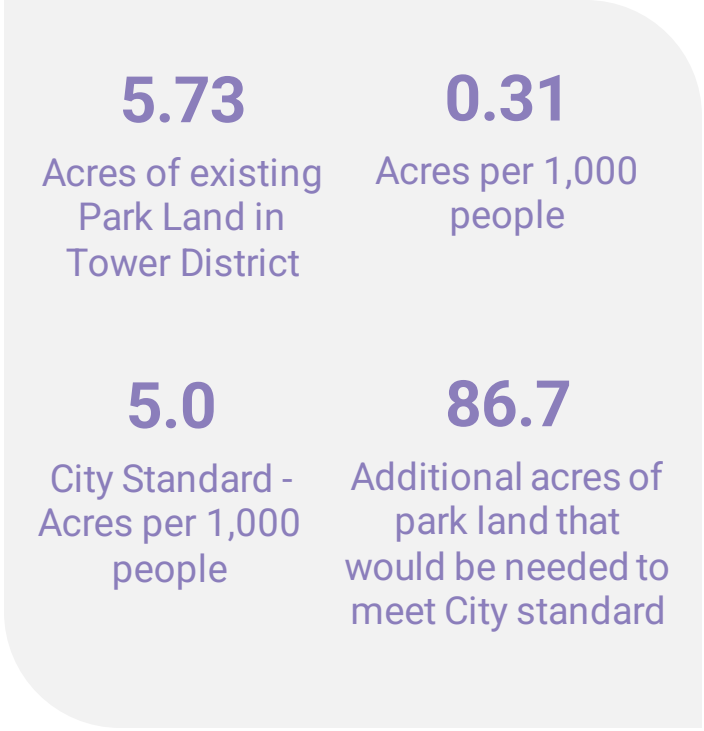 5.73
Acres of existing
Park Land in
Tower District
0.31
Acres per 1,000
people
5.0
City Standard -
Acres per 1,000
people
86.7
Additional acres of
park land that
would be needed to
meet City standard